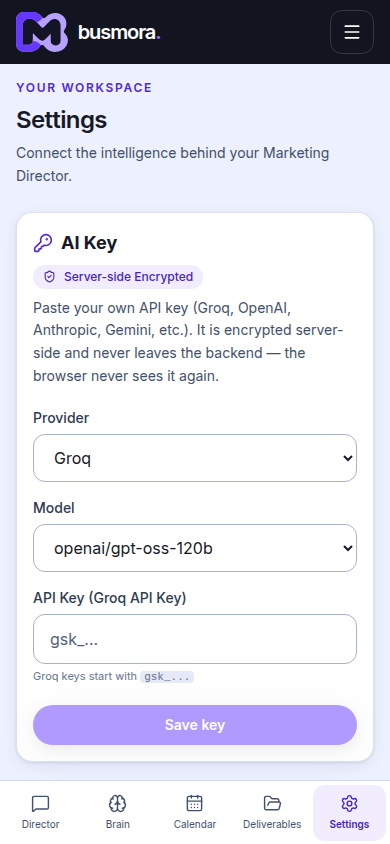 busmora.
YOUR WORKSPACE
Settings
Connect the intelligence behind your Marketing
Director.
AI Key
Server-side Encrypted
Paste your own API key (Groq, OpenAI,
Anthropic, Gemini, etc.). It is encrypted server-
side and never leaves the backend — the
browser never sees it again.
Provider
Groq
Model
openai/gpt-oss-120b
API Key (Groq API Key)
gsk_...
Groq keys start with gsk_...
Save key
Director
Brain
Calendar
Deliverables
Settings